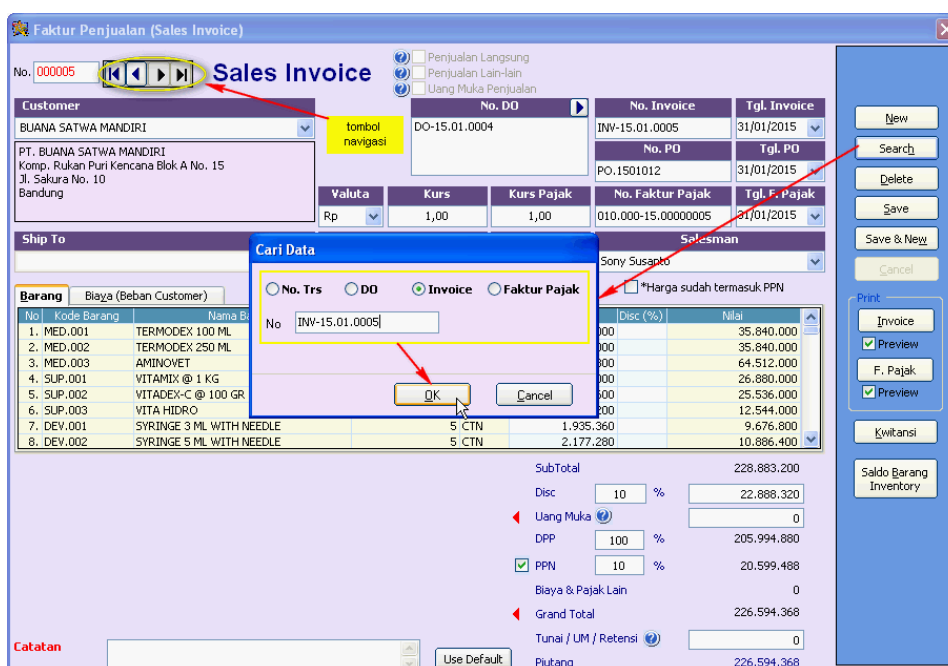 Faktur Penjualan (Sales Invoice)
No. 000005
Sales Invoice
Penjualan Langsung
Penjualan Lain-lain
Uang Muka Penjualan
Customer
BUANA SATWA MANDIRI
PT. BUANA SATWA MANDIRI
Komp. Rukan Puri Kencana Blok A No. 15
Jl. Sakura No. 10
Bandung
tombol
navigasi
No. DO
DO-15.01.0004
No. Invoice
Tgl. Invoice
INV-15.01.0005
31/01/2015
No. PO
Tgl. PO
PO.1501012
31/01/2015
Valuta
Kurs
Kurs Pajak
No. Faktur Pajak
Tgl. F. Pajak
Rp
1,00
1,00
010.000-15.00000005
31/01/2015
Ship To
Salesman
Sony Susanto
*Harga sudah termasuk PPN
Cari Data
No. Trs
DO
Invoice
Faktur Pajak
No INV-15.01.0005
OK
Cancel
Barang
Biaya (Beban Customer)
No Kode Barang Nama Ba Disc (%) Nilai
1. MED.001 TERMODEX 100 ML 000 35.840.000
2. MED.002 TERMODEX 250 ML 35.840.000
3. MED.003 AMINOVET 64.512.000
4. SUP.001 VITAMIX @ 1 KG 26.880.000
5. SUP.002 VITADEX-C @ 100 GR 25.536.000
6. SUP.003 VITA HIDRO 12.544.000
7. DEV.001 SYRINGE 3 ML WITH NEEDLE 5 CTN 1.935.360 9.676.800
8. DEV.002 SYRINGE 5 ML WITH NEEDLE 5 CTN 2.177.280 10.886.400
SubTotal 228.883.200
Disc 10 % 22.888.320
Uang Muka 0
DPP 100 % 205.994.880
PPN 10 % 20.599.488
Biaya & Pajak Lain 0
Grand Total 226.594.368
Tunai / UM / Retensi 0
Piutang 226.594.368
Catatan
Use Default
New
Search
Delete
Save
Save & New
Cancel
Print
Invoice
Preview
F. Pajak
Preview
Kwitansi
Saldo Barang
Inventory